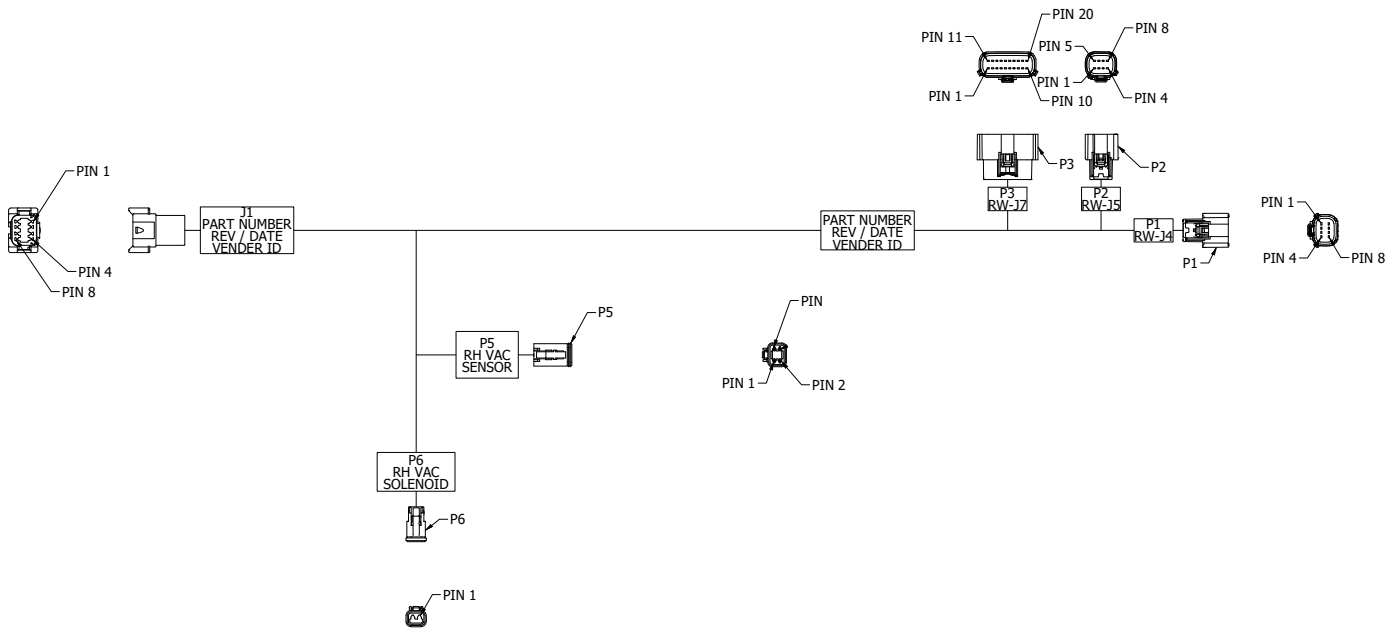 PIN 20
PIN 11
PIN 8
PIN 5
PIN 1
PIN 1
PIN 10
PIN 4
P3
P2
P3
RW-J7
P2
RW-J5
PIN 1
PIN 4
PIN 8
J1
PART NUMBER
REV / DATE
VENDER ID
PART NUMBER
REV / DATE
VENDER ID
P1
RW-J4
P1
PIN 1
PIN 4
PIN 8
P5
RH VAC
SENSOR
P5
PIN
PIN 1
PIN 2
P6
RH VAC
SOLENOID
P6
PIN 1